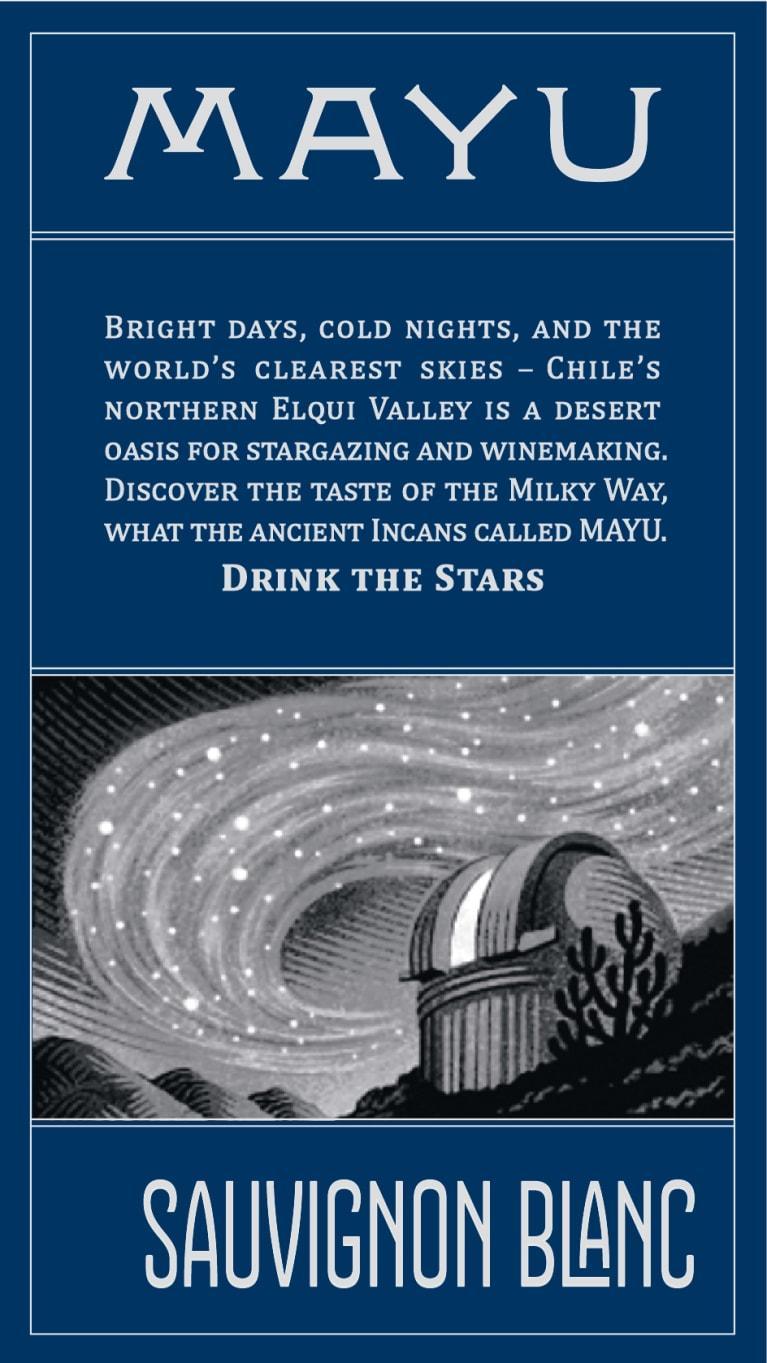 MAYU
Bright days, cold nights, and the
world’s clearest skies – Chile’s
northern Elqui Valley is a desert
oasis for stargazing and winemaking.
Discover the taste of the Milky Way,
what the ancient Incans called MAYU.
Drink the Stars
SAUVIGNON BLANC